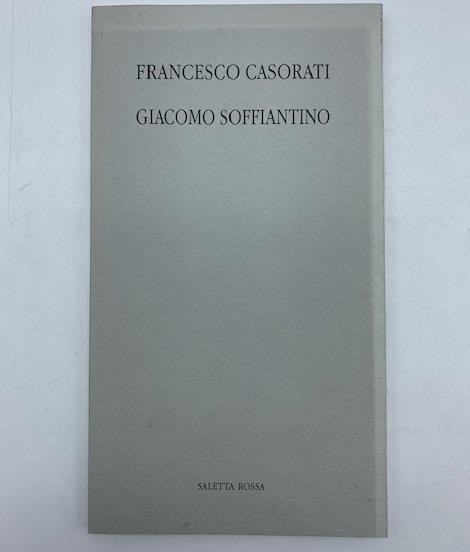 FRANCESCO CASORATI
GIACOMO SOFFIANTINO
SALETTA ROSSA